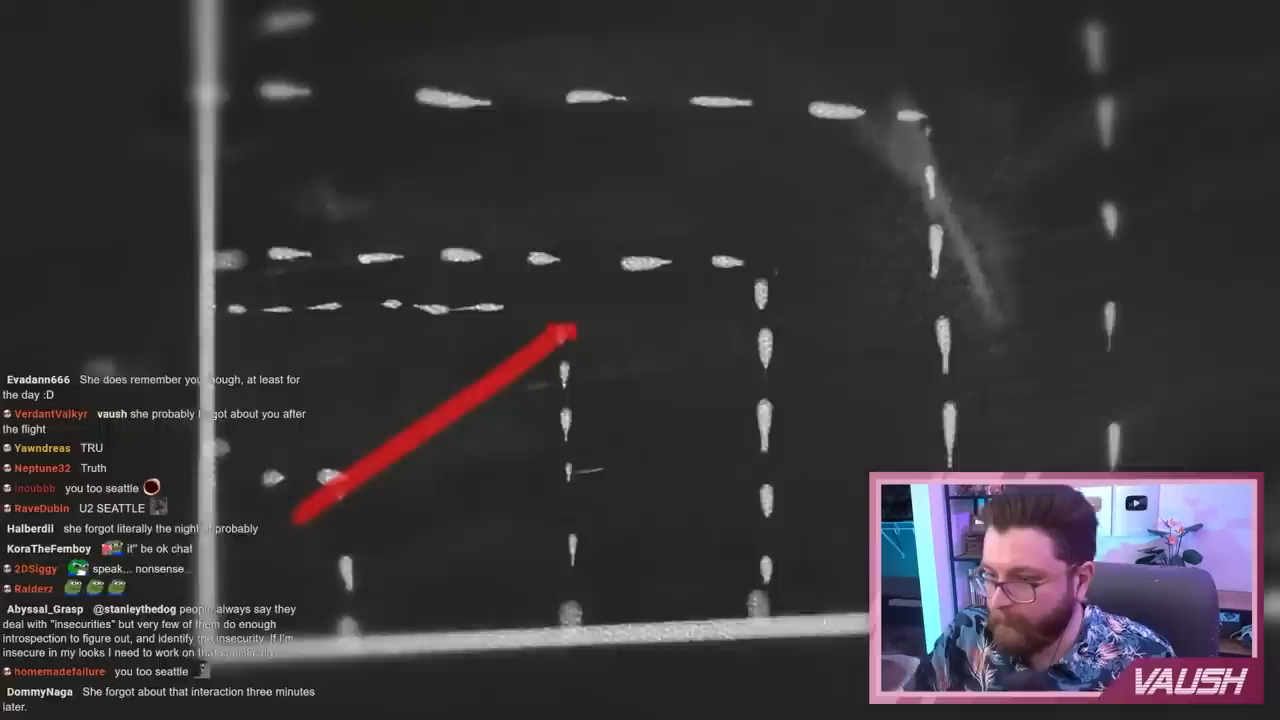 Evadann666 She does remember you though, at least for
the day :D
VerdantValkyr vaush she probably forgot about you after
the flight
Yawndreas TRU
Neptune32 Truth
incubbb you too seattle
RaveDubIn U2 SEATTLE
Halberdii she forgot literally the night of probably
KoraTheFemboy it'' be ok chat
2DSiggy speak... nonsense...
Raiderz
Abyssal_Grasp @stanleythedog people always say they
deal with "insecurities" but very few of them do enough
introspection to figure out, and identify the insecurity. If I'm
insecure in my looks I need to work on that specifically.
homemadefailure you too seattle
DommyNaga She forgot about that interaction three minutes
later.
VAUSH